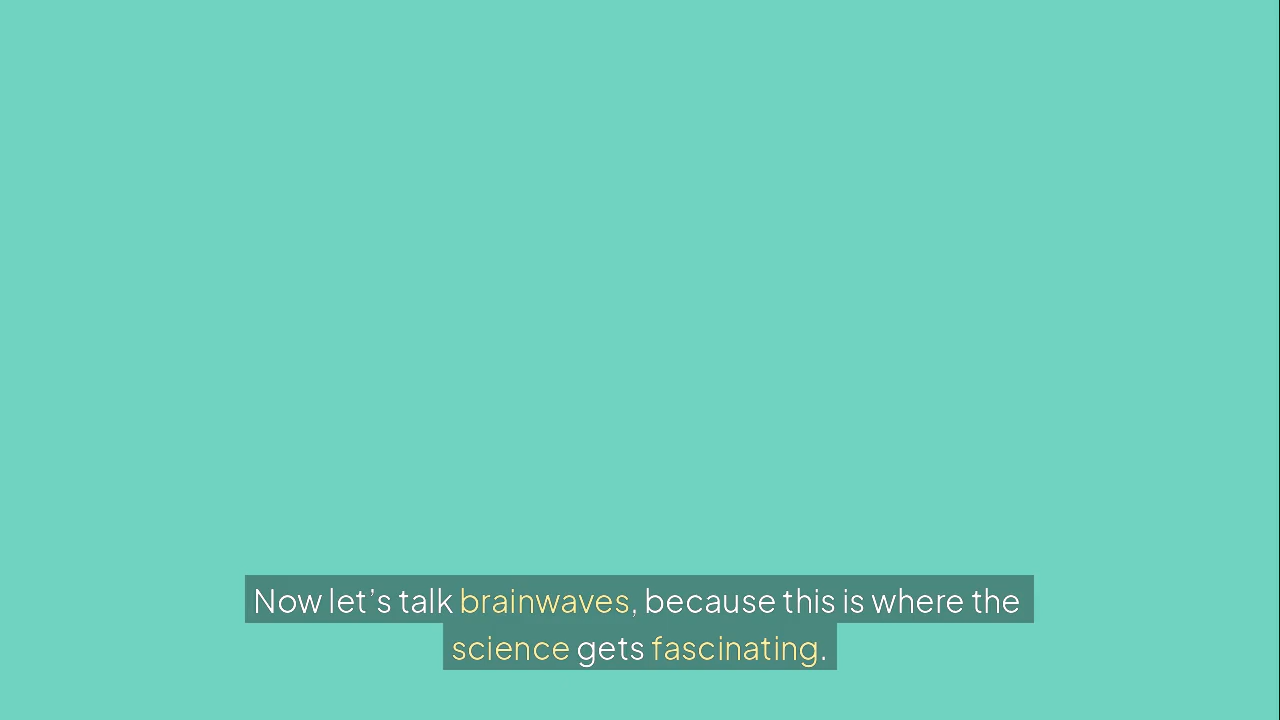 Now let’s talk brainwaves, because this is where the
science gets fascinating.